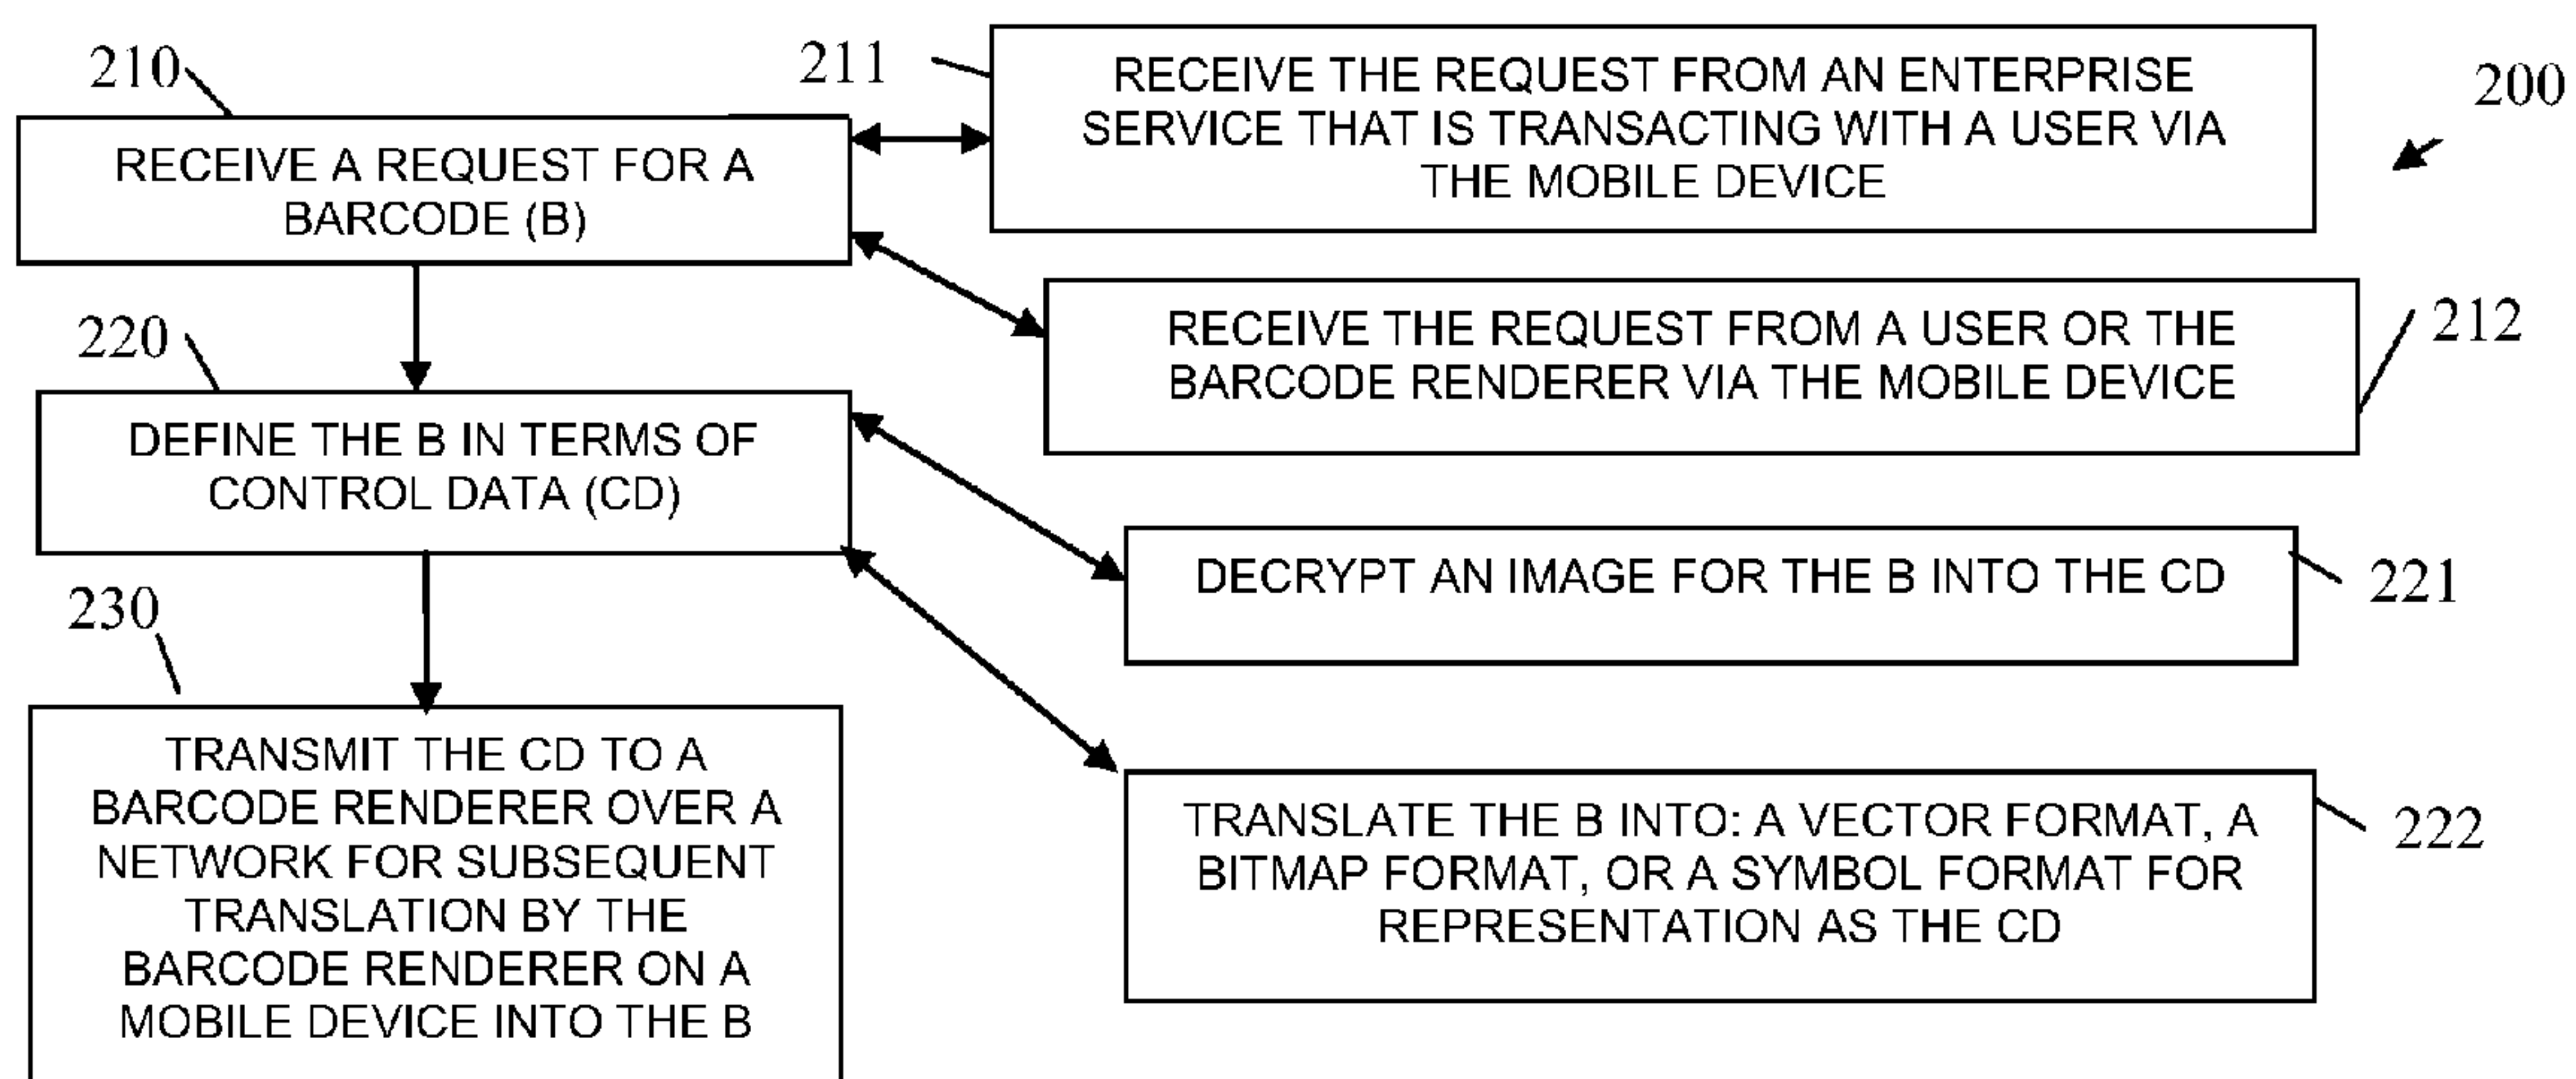 210
RECEIVE A REQUEST FOR A
BARCODE (B)
211
RECEIVE THE REQUEST FROM AN ENTERPRISE
SERVICE THAT IS TRANSACTING WITH A USER VIA
THE MOBILE DEVICE
200
RECEIVE THE REQUEST FROM A USER OR THE
BARCODE RENDERER VIA THE MOBILE DEVICE
212
220
DEFINE THE B IN TERMS OF
CONTROL DATA (CD)
DECRYPT AN IMAGE FOR THE B INTO THE CD
221
230
TRANSMIT THE CD TO A
BARCODE RENDERER OVER A
NETWORK FOR SUBSEQUENT
TRANSLATION BY THE
BARCODE RENDERER ON A
MOBILE DEVICE INTO THE B
TRANSLATE THE B INTO: A VECTOR FORMAT, A
BITMAP FORMAT, OR A SYMBOL FORMAT FOR
REPRESENTATION AS THE CD
222